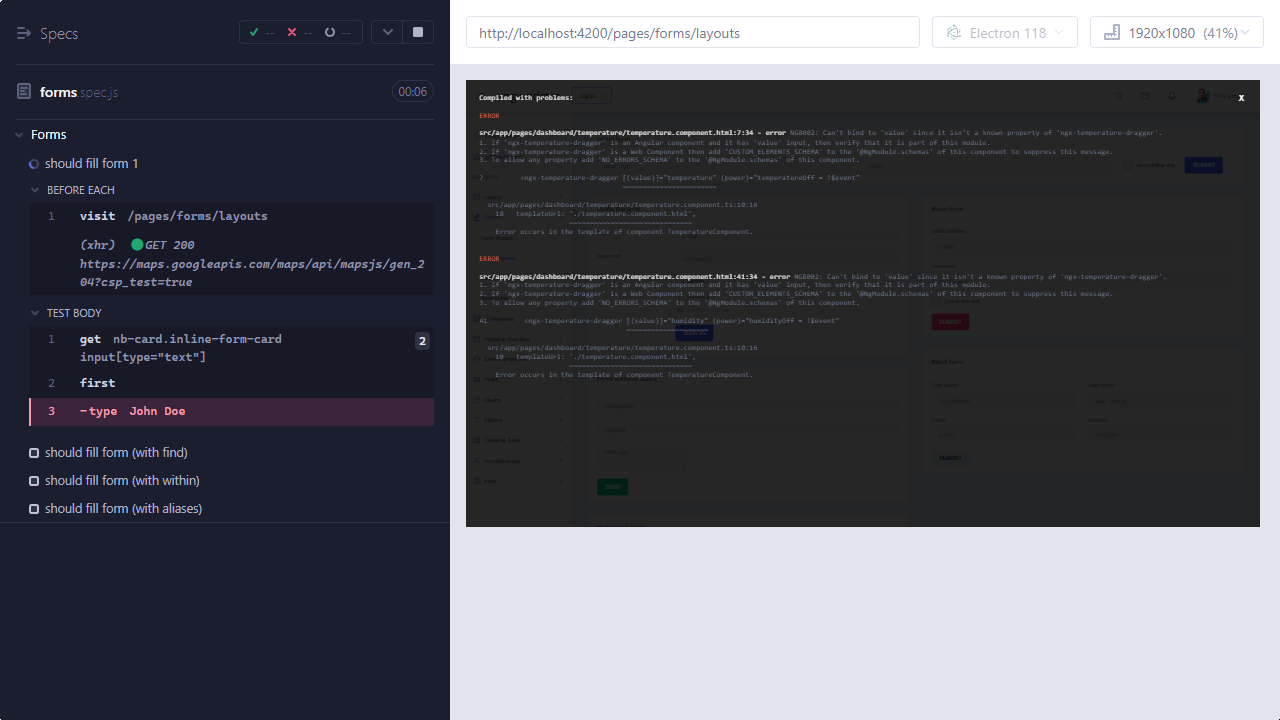 Specs
-- -- --
forms.spec.js
00:06
Forms
should fill form 1
BEFORE EACH
1 visit /pages/forms/layouts
(xhr) GET 200
https://maps.googleapis.com/maps/api/mapsjs/gen_2
04?csp_test=true
TEST BODY
1 get nb-card.inline-form-card
input[type="text"]
2
2 first
3 -type John Doe
should fill form (with find)
should fill form (with within)
should fill form (with aliases)
http://localhost:4200/pages/forms/layouts
Electron 118
1920x1080 (41%)
Compiled with problems:
X
ERROR
src/app/pages/dashboard/temperature/temperature.component.html:7:34 - error NG8002: Can't bind to 'value' since it isn't a known property of 'ngx-temperature-dragger'.
1. If 'ngx-temperature-dragger' is an Angular component and it has 'value' input, then verify that it is part of this module.
2. If 'ngx-temperature-dragger' is a Web Component then add 'CUSTOM_ELEMENTS_SCHEMA' to the '@NgModule.schemas' of this component to suppress this message.
3. To allow any property add 'NO_ERRORS_SCHEMA' to the '@NgModule.schemas' of this component.
7 <ngx-temperature-dragger [(value)]="temperature" (power)="temperatureOff = !$event"
~~~~~~~~~~~~~~~~~~~~~~~
src/app/pages/dashboard/temperature/temperature.component.ts:10:16
10 templateUrl: './temperature.component.html',
~~~~~~~~~~~~~~~~~~~~~~~~~~~~~~
Error occurs in the template of component TemperatureComponent.
ERROR
src/app/pages/dashboard/temperature/temperature.component.html:41:34 - error NG8002: Can't bind to 'value' since it isn't a known property of 'ngx-temperature-dragger'.
1. If 'ngx-temperature-dragger' is an Angular component and it has 'value' input, then verify that it is part of this module.
2. If 'ngx-temperature-dragger' is a Web Component then add 'CUSTOM_ELEMENTS_SCHEMA' to the '@NgModule.schemas' of this component to suppress this message.
3. To allow any property add 'NO_ERRORS_SCHEMA' to the '@NgModule.schemas' of this component.
41 <ngx-temperature-dragger [(value)]="humidity" (power)="humidityOff = !$event"
~~~~~~~~~~~~~~~~~~~~
src/app/pages/dashboard/temperature/temperature.component.ts:10:16
10 templateUrl: './temperature.component.html',
~~~~~~~~~~~~~~~~~~~~~~~~~~~~~~
Error occurs in the template of component TemperatureComponent.